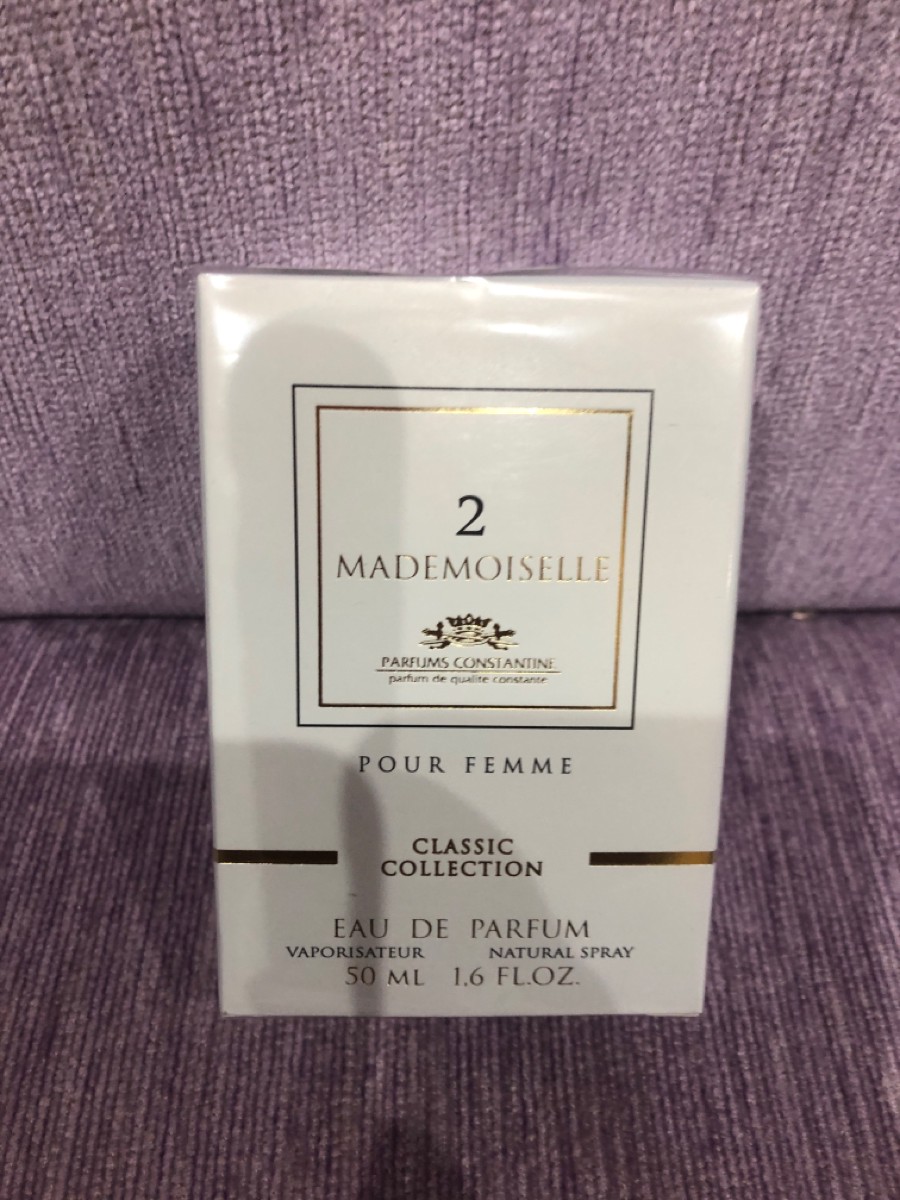 2
MADEMOISELLE
PARFUMS CONSTANTINE
parfum de qualite constante
POUR FEMME
CLASSIC
COLLECTION
EAU DE PARFUM
VAPORISATEUR NATURAL SPRAY
50 ML 1.6 FL.OZ.